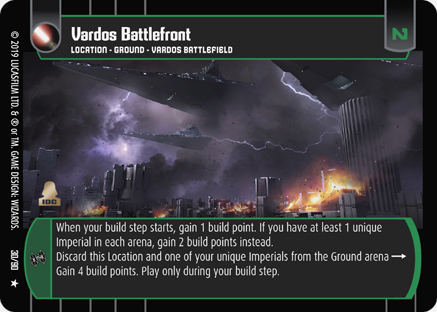 Vardos Battlefront
LOCATION - GROUND - VARDOS BATTLEFIELD
N
IDC
When your build step starts, gain 1 build point. If you have at least 1 unique
Imperial in each arena, gain 2 build points instead.
Discard this Location and one of your unique Imperials from the Ground arena →
Gain 4 build points. Play only during your build step.
© 2019 LUCASFILM LTD. & ® or TM. GAME DESIGN: WIZARDS.